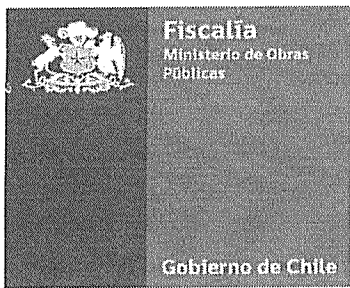 Fiscalía
Ministerio de Obras
Públicas
Gobierno de Chile